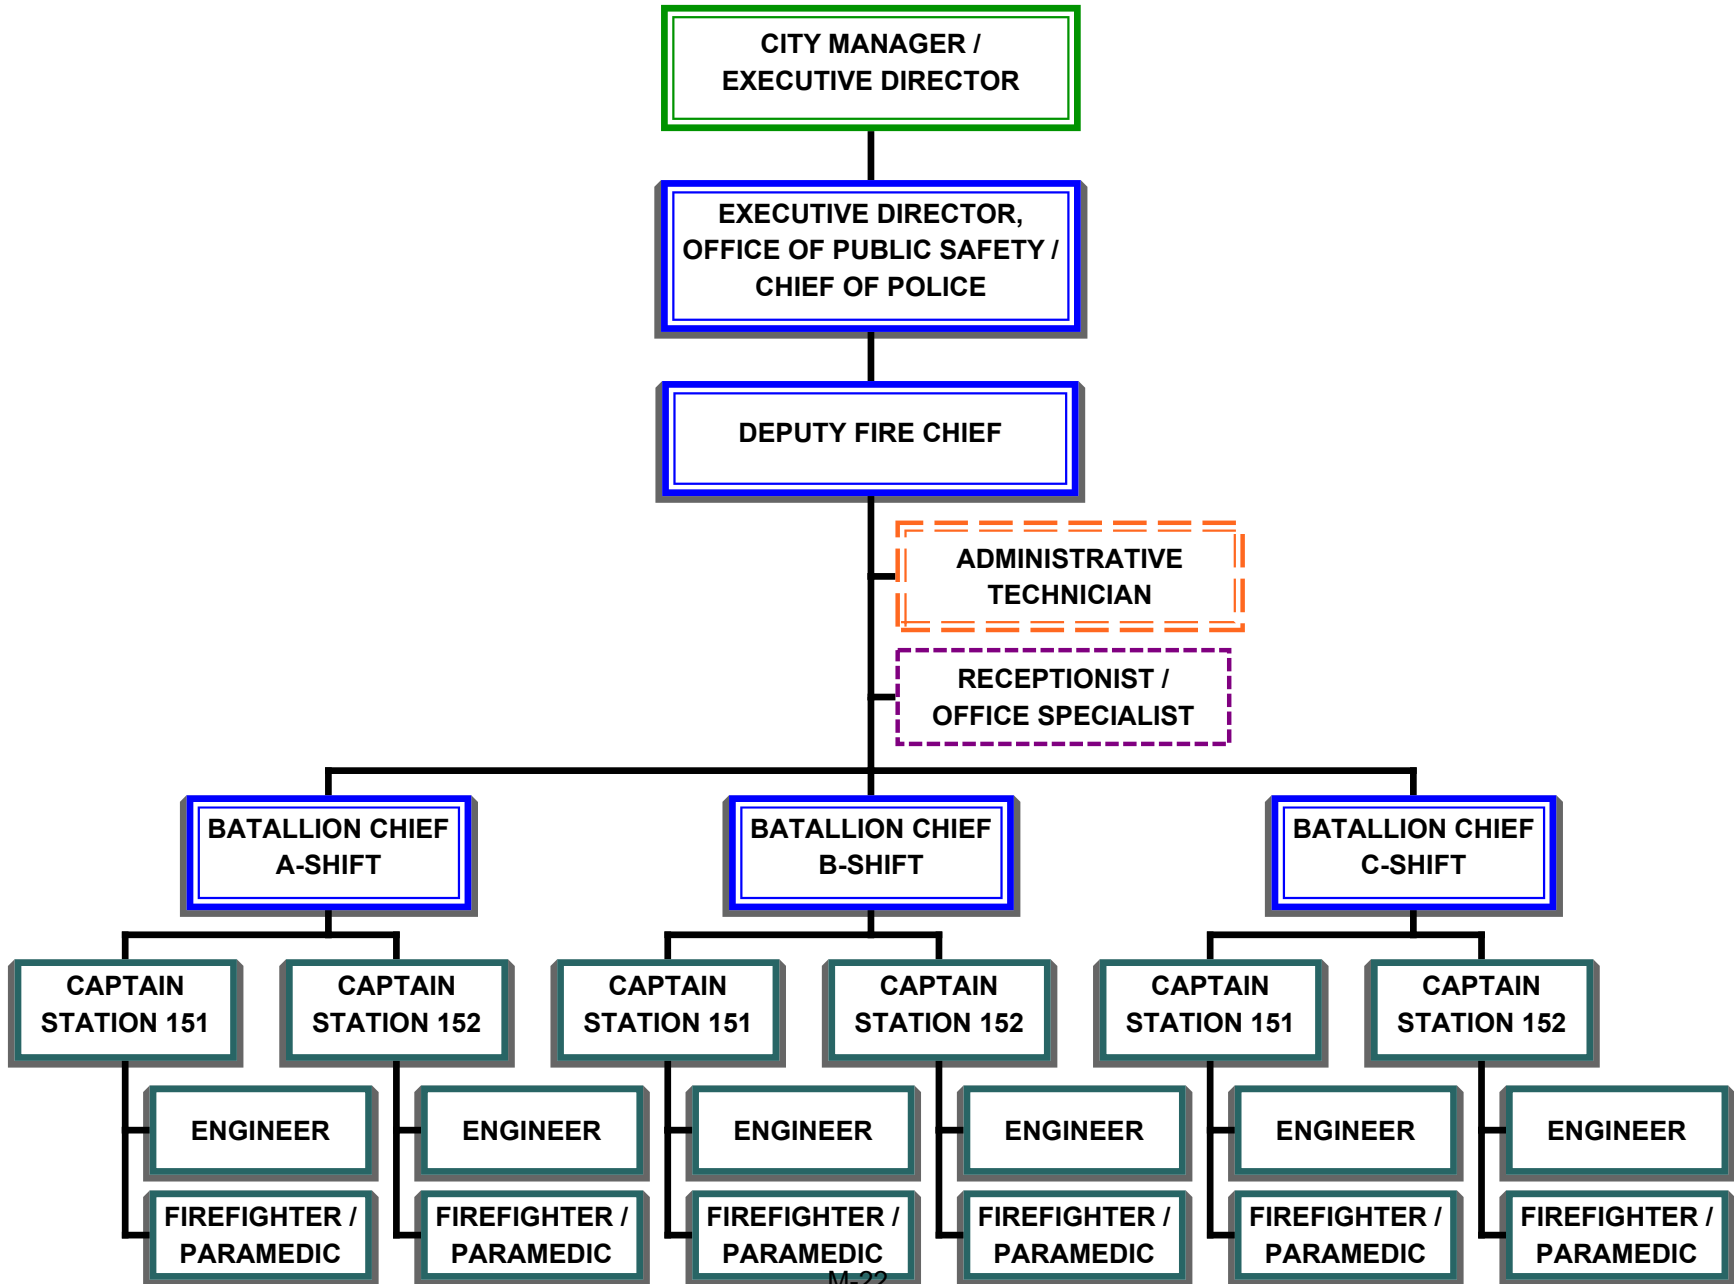 CITY MANAGER /
EXECUTIVE DIRECTOR
EXECUTIVE DIRECTOR,
OFFICE OF PUBLIC SAFETY /
CHIEF OF POLICE
DEPUTY FIRE CHIEF
ADMINISTRATIVE
TECHNICIAN
RECEPTIONIST /
OFFICE SPECIALIST
BATALLION CHIEF
A-SHIFT
BATALLION CHIEF
B-SHIFT
BATALLION CHIEF
C-SHIFT
CAPTAIN
STATION 151
CAPTAIN
STATION 152
CAPTAIN
STATION 151
CAPTAIN
STATION 152
CAPTAIN
STATION 151
CAPTAIN
STATION 152
ENGINEER
ENGINEER
ENGINEER
ENGINEER
ENGINEER
ENGINEER
FIREFIGHTER /
PARAMEDIC
FIREFIGHTER /
PARAMEDIC
FIREFIGHTER /
PARAMEDIC
FIREFIGHTER /
PARAMEDIC
FIREFIGHTER /
PARAMEDIC
FIREFIGHTER /
PARAMEDIC
M-22